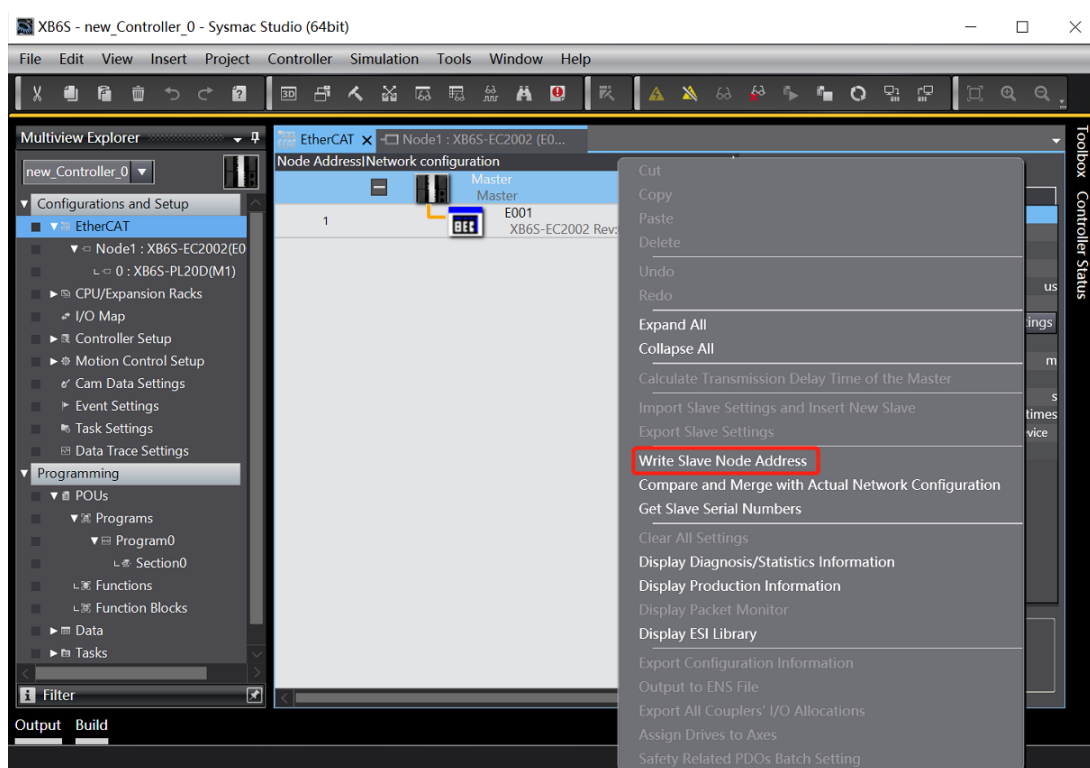 XB6S - new_Controller_0 - Sysmac Studio (64bit)
File Edit View Insert Project Controller Simulation Tools Window Help
3D
Multiview Explorer
new_Controller_0
Configurations and Setup
EtherCAT
Node1 : XB6S-EC2002(E0
0 : XB6S-PL20D(M1)
CPU/Expansion Racks
I/O Map
Controller Setup
Motion Control Setup
Cam Data Settings
Event Settings
Task Settings
Data Trace Settings
Programming
POUs
Programs
Program0
Section0
Functions
Function Blocks
Data
Tasks
Filter
Output Build
EtherCAT
Node1 : XB6S-EC2002 (E0...
Node Address|Network configuration
Master
Master
1
E001
XB6S-EC2002 Rev:
Cut
Copy
Paste
Delete
Undo
Redo
Expand All
Collapse All
Calculate Transmission Delay Time of the Master
Import Slave Settings and Insert New Slave
Export Slave Settings
Write Slave Node Address
Compare and Merge with Actual Network Configuration
Get Slave Serial Numbers
Clear All Settings
Display Diagnosis/Statistics Information
Display Production Information
Display Packet Monitor
Display ESI Library
Export Configuration Information
Output to ENS File
Export All Couplers' I/O Allocations
Assign Drives to Axes
Safety Related PDOs Batch Setting
us
ings
m
s
times
vice
Toolbox
Controller Status